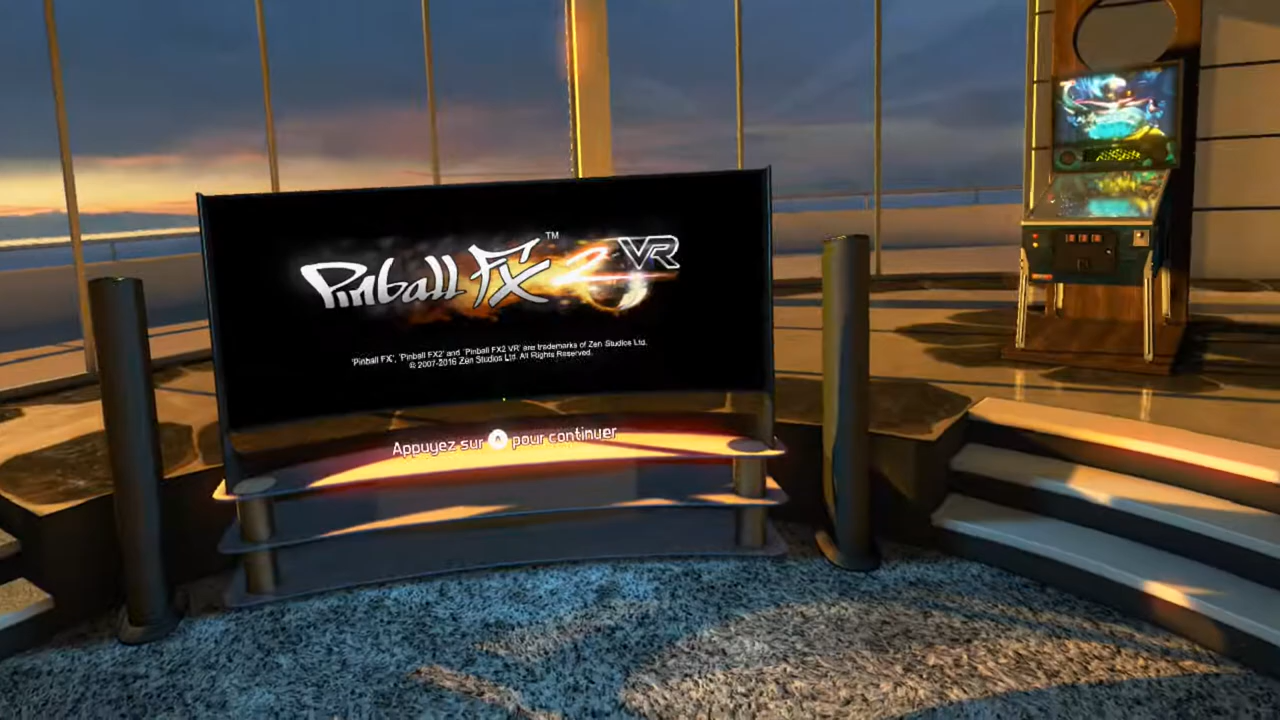 Pinball FX2 VR ™
'Pinball FX', 'Pinball FX2' and 'Pinball FX2 VR' are trademarks of Zen Studios Ltd.
© 2007-2016 Zen Studios Ltd. All Rights Reserved.
Appuyez sur A pour continuer